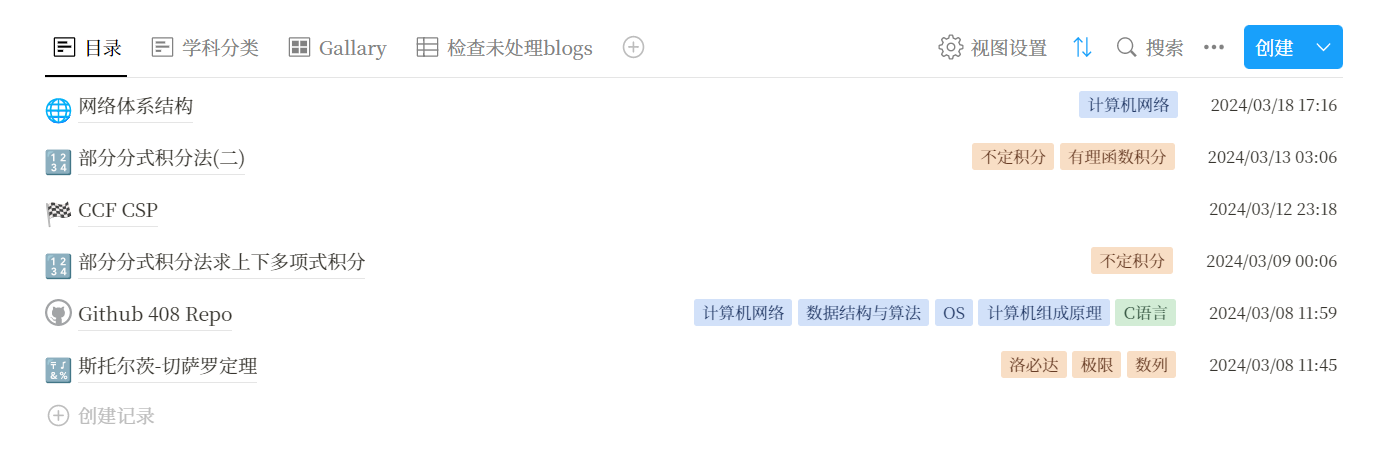 目录 学科分类 Gallary 检查未处理blogs 视图设置 搜索 创建
网络体系结构 计算机网络 2024/03/18 17:16
部分分式积分法(二) 不定积分 有理函数积分 2024/03/13 03:06
CCF CSP 2024/03/12 23:18
部分分式积分法求上下多项式积分 不定积分 2024/03/09 00:06
Github 408 Repo 计算机网络 数据结构与算法 OS 计算机组成原理 C语言 2024/03/08 11:59
斯托尔茨-切萨罗定理 洛必达 极限 数列 2024/03/08 11:45
创建记录